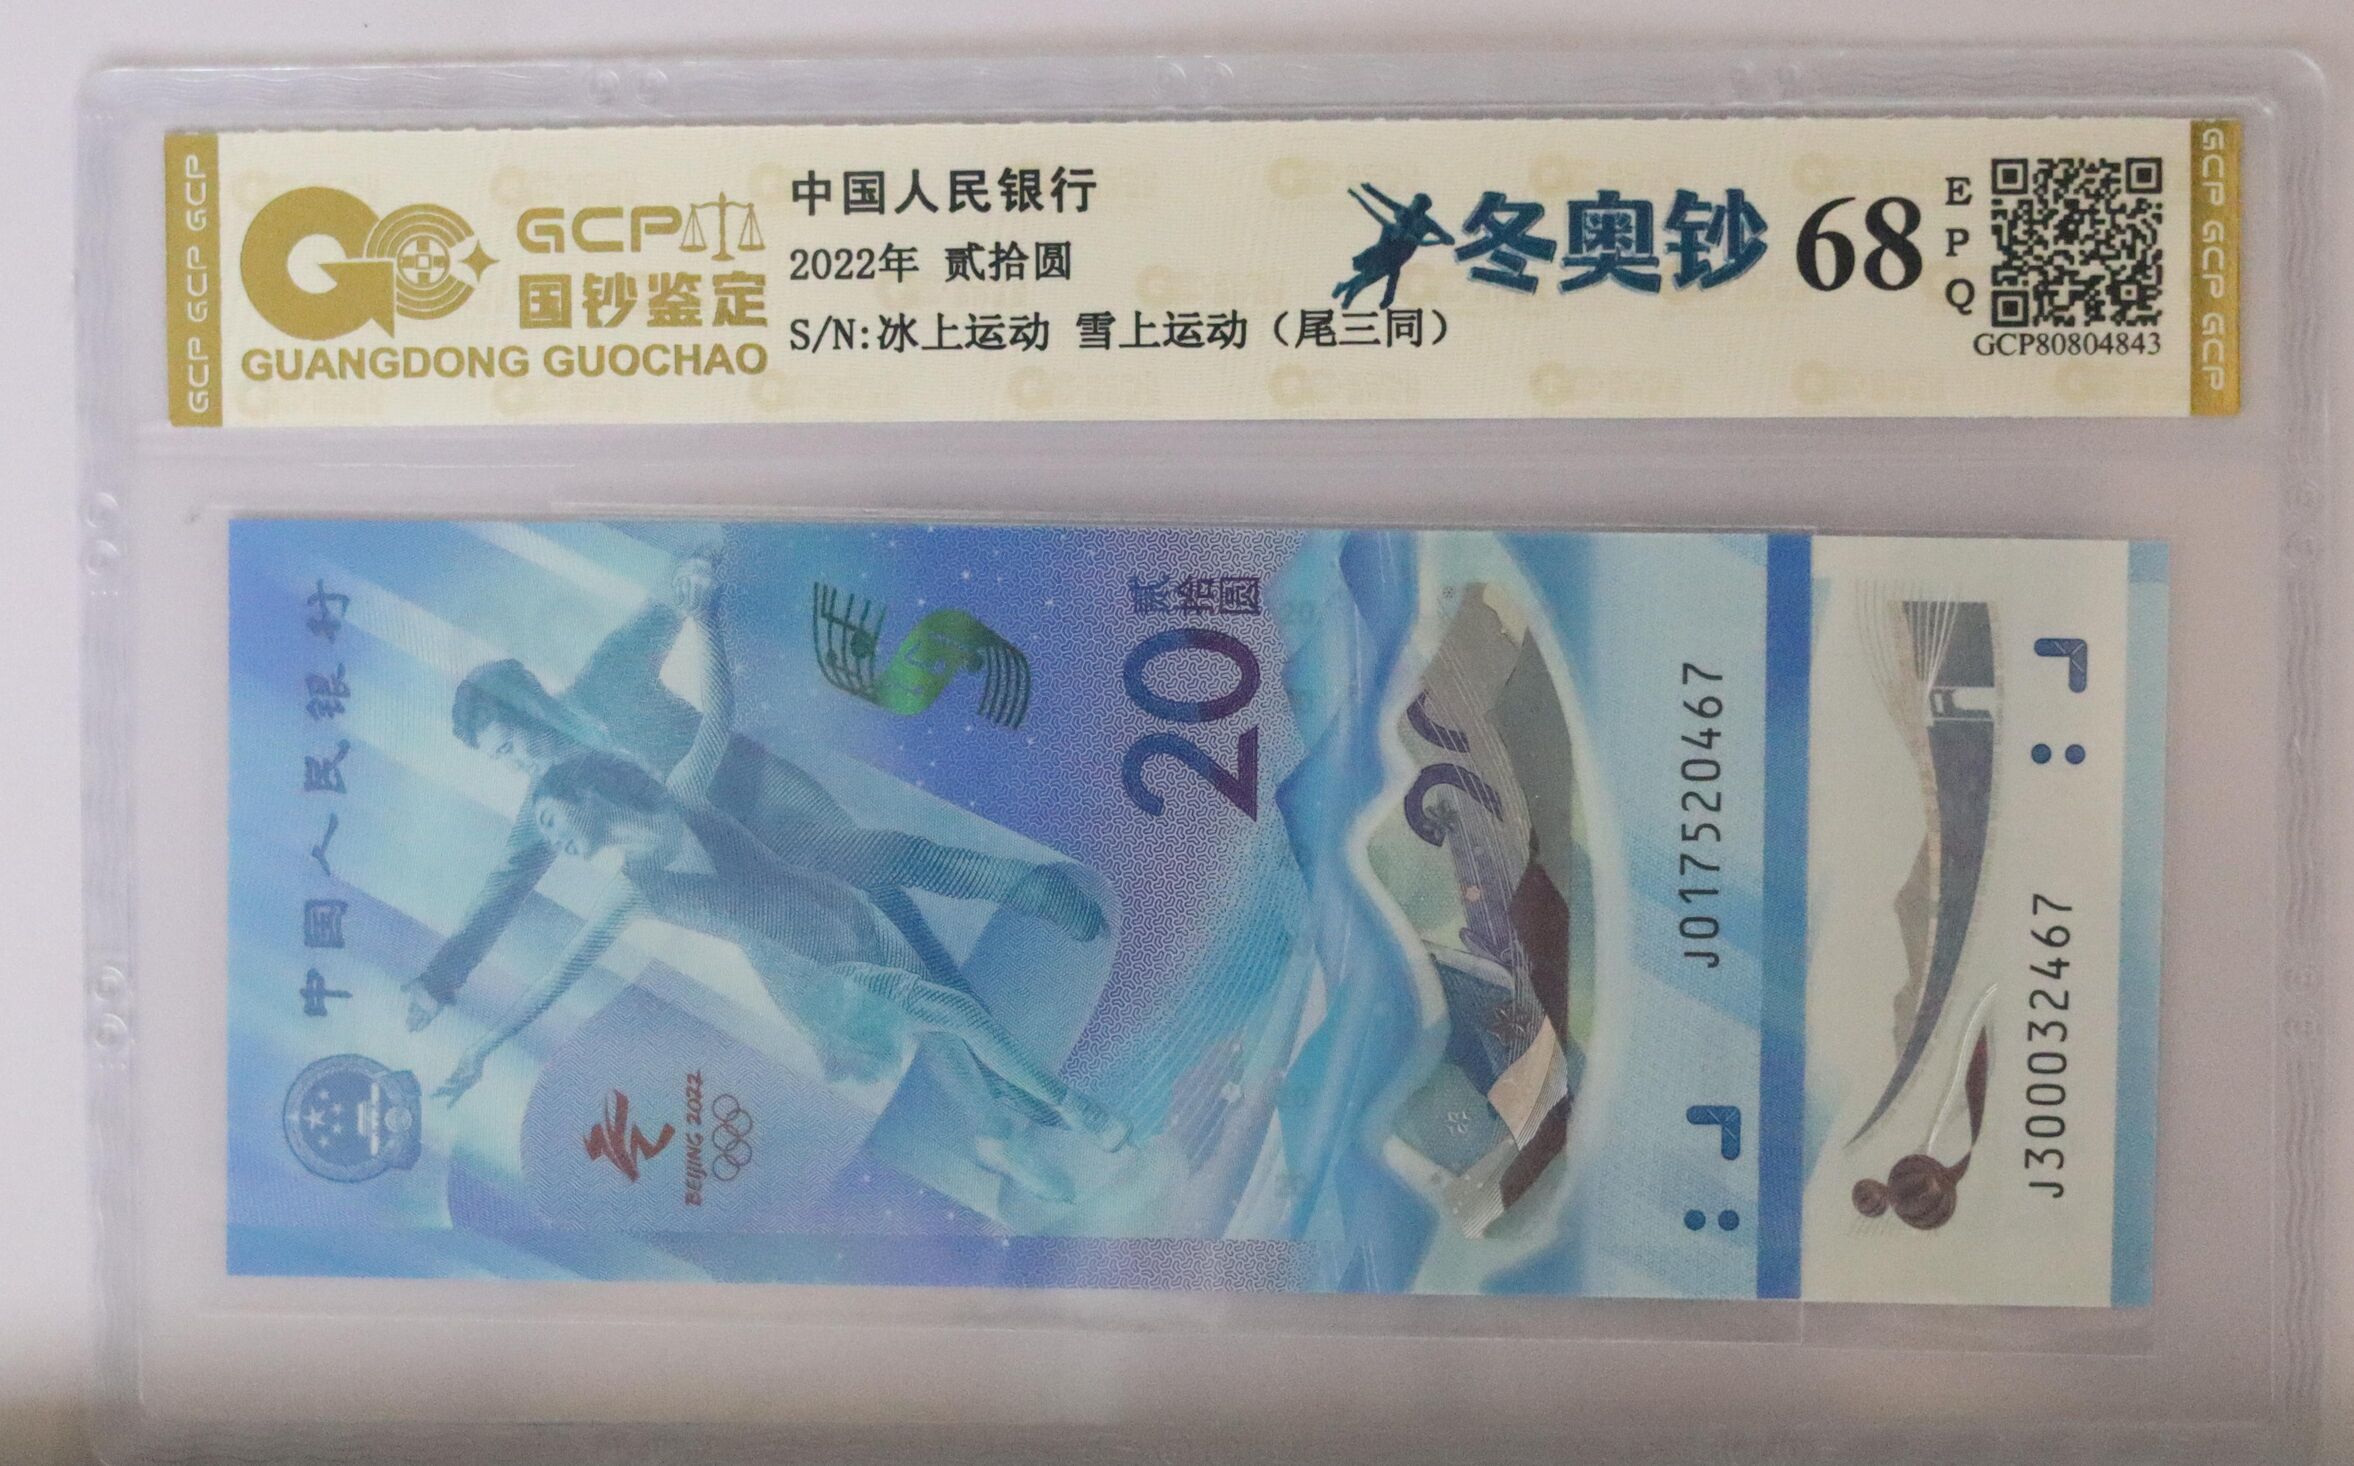 GCP GCP GCP
GCP
国钞鉴定
GUANGDONG GUOCHAO
中国人民银行
2022年 贰拾圆
S/N:冰上运动 雪上运动（尾三同）
冬奥钞 68
EPQ
GCP80804843
GCP GCP GCP
中国人民银行
BEIJING 2022
贰拾圆
20
20
J017520467
J300032467